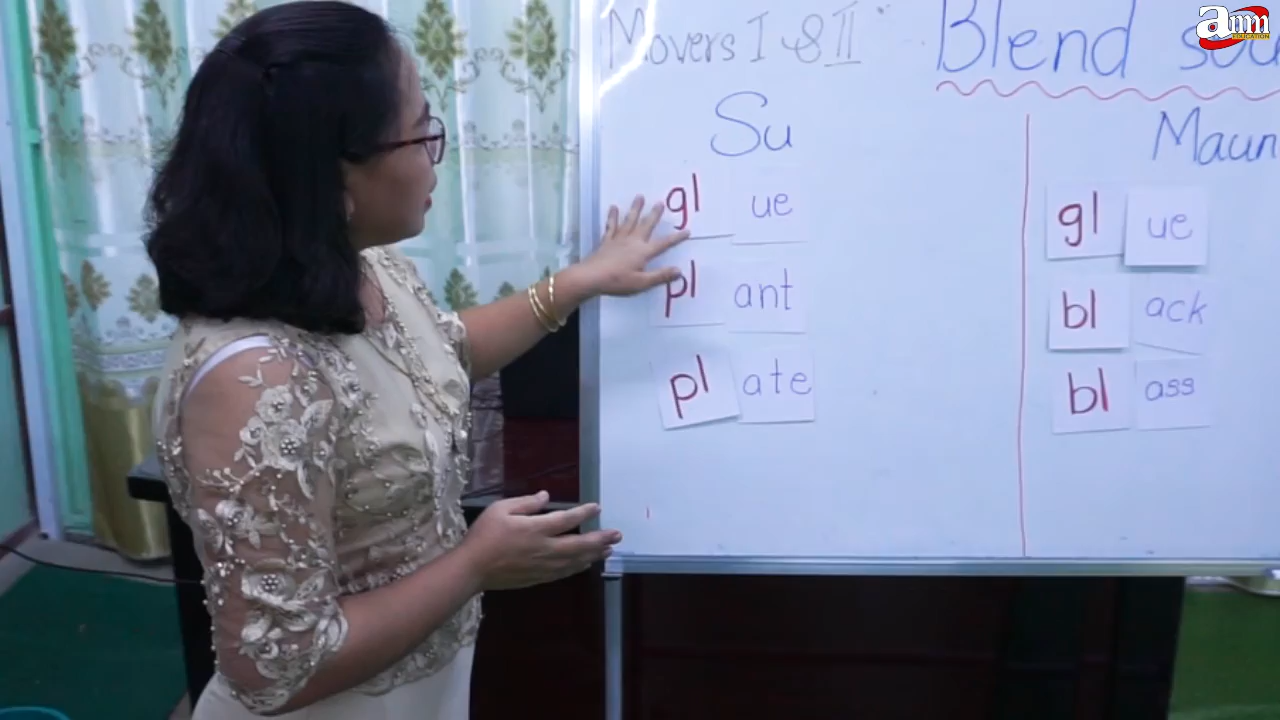 Movers I & II
Blend sou
Su
gl ue
pl ant
pl ate
Maun
gl ue
bl ack
bl ass
amm